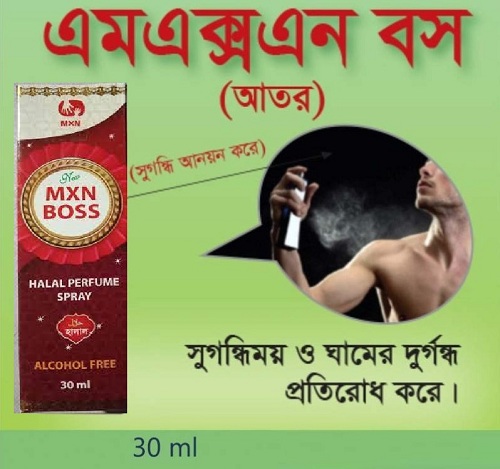 এমএক্সএন বস
(আতর)
(সুগন্ধি আনয়ন করে)
MXN
New
MXN
BOSS
HALAL PERFUME
SPRAY
হালাল
ALCOHOL FREE
30 ml
সুগন্ধিময় ও ঘামের দুর্গন্ধ
প্রতিরোধ করে।
30 ml